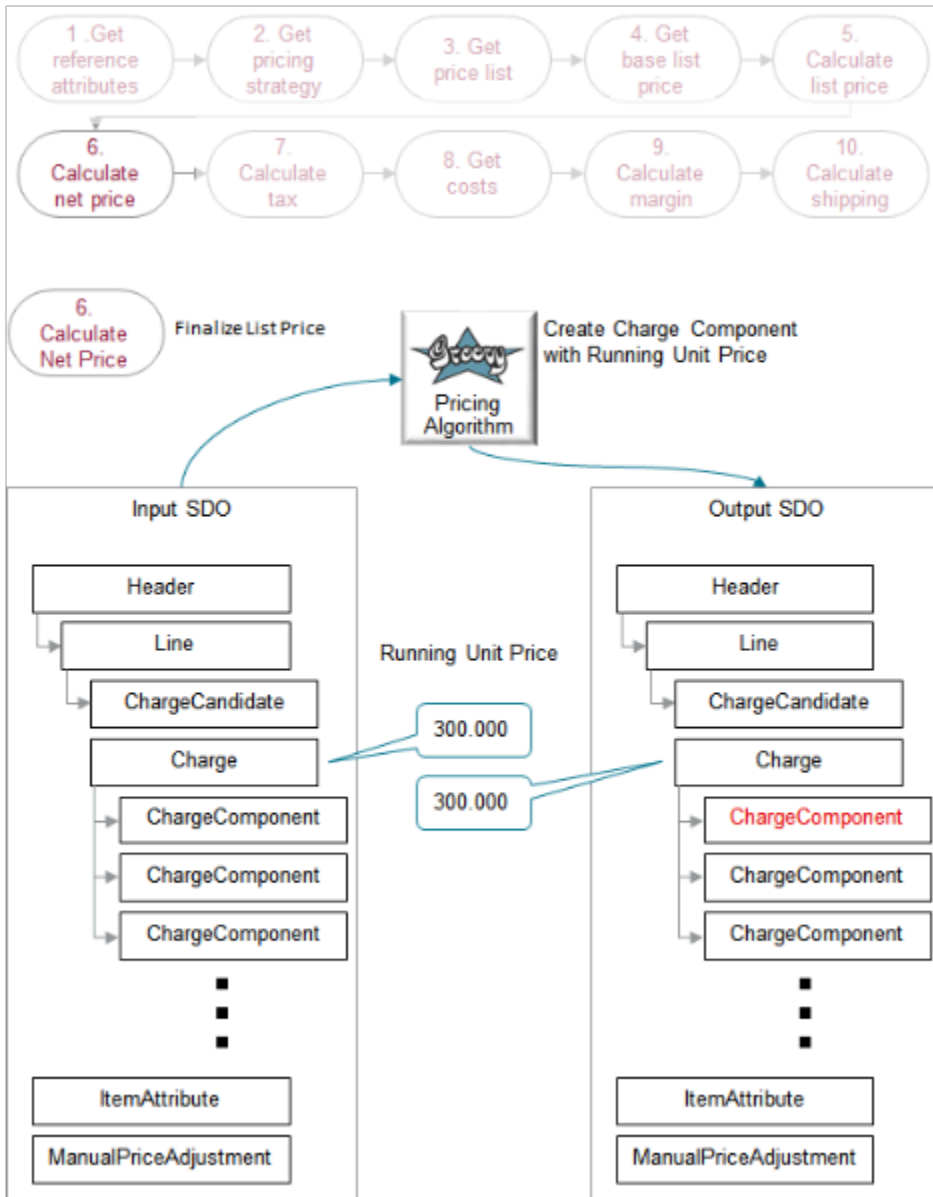 1 .Get
reference
attributes
2. Get
pricing
strategy
3. Get
price list
4. Get
base list
price
5.
Calculate
list price
6.
Calculate
net price
7.
Calculate
tax
8. Get
costs
9.
Calculate
margin
10.
Calculate
shipping
6.
Calculate
Net Price
Finalize List Price
Groovy
Pricing
Algorithm
Create Charge Component
with Running Unit Price
Input SDO
Header
Line
ChargeCandidate
Charge
ChargeComponent
ChargeComponent
ChargeComponent
ItemAttribute
ManualPriceAdjustment
Running Unit Price
300.000
300.000
Output SDO
Header
Line
ChargeCandidate
Charge
ChargeComponent
ChargeComponent
ChargeComponent
ItemAttribute
ManualPriceAdjustment